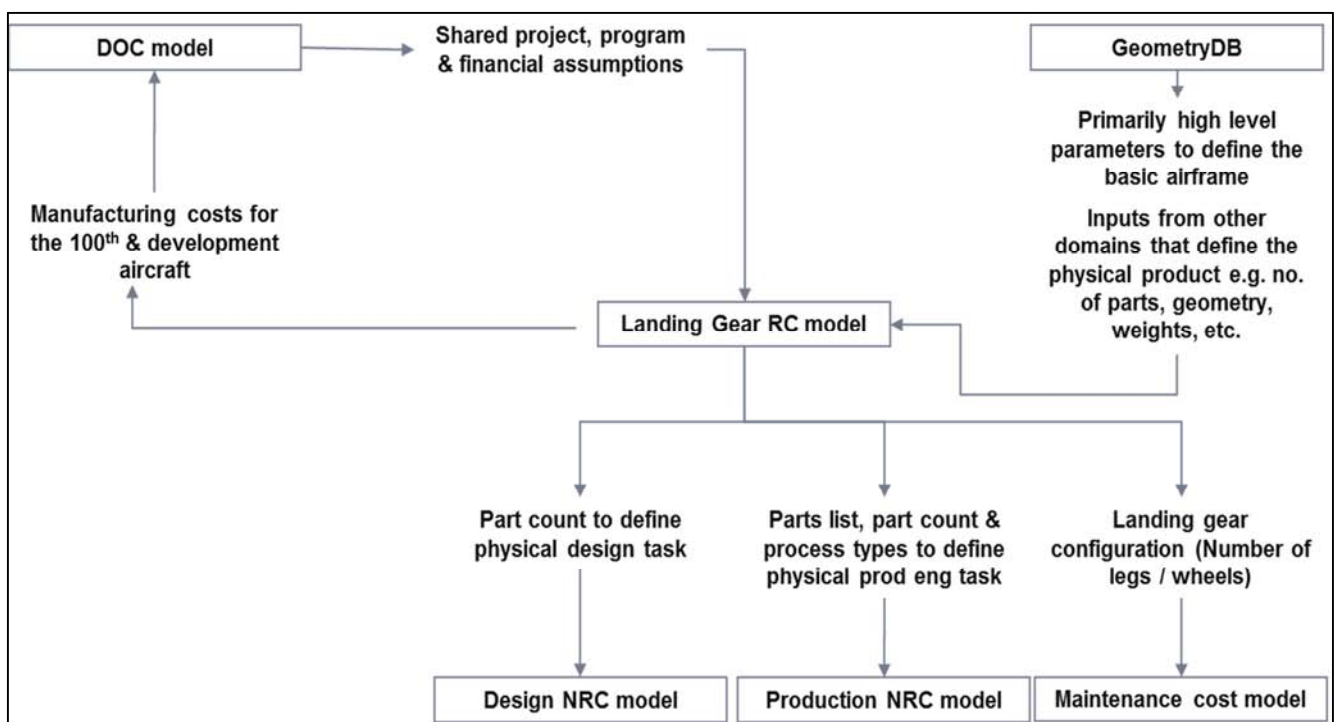 DOC model
Shared project, program
& financial assumptions
GeometryDB
Primarily high level
parameters to define the
basic airframe
Manufacturing costs for
the 100th & development
aircraft
Inputs from other
domains that define the
physical product e.g. no.
of parts, geometry,
weights, etc.
Landing Gear RC model
Part count to define
physical design task
Parts list, part count &
process types to define
physical prod eng task
Landing gear
configuration (Number of
legs / wheels)
Design NRC model
Production NRC model
Maintenance cost model